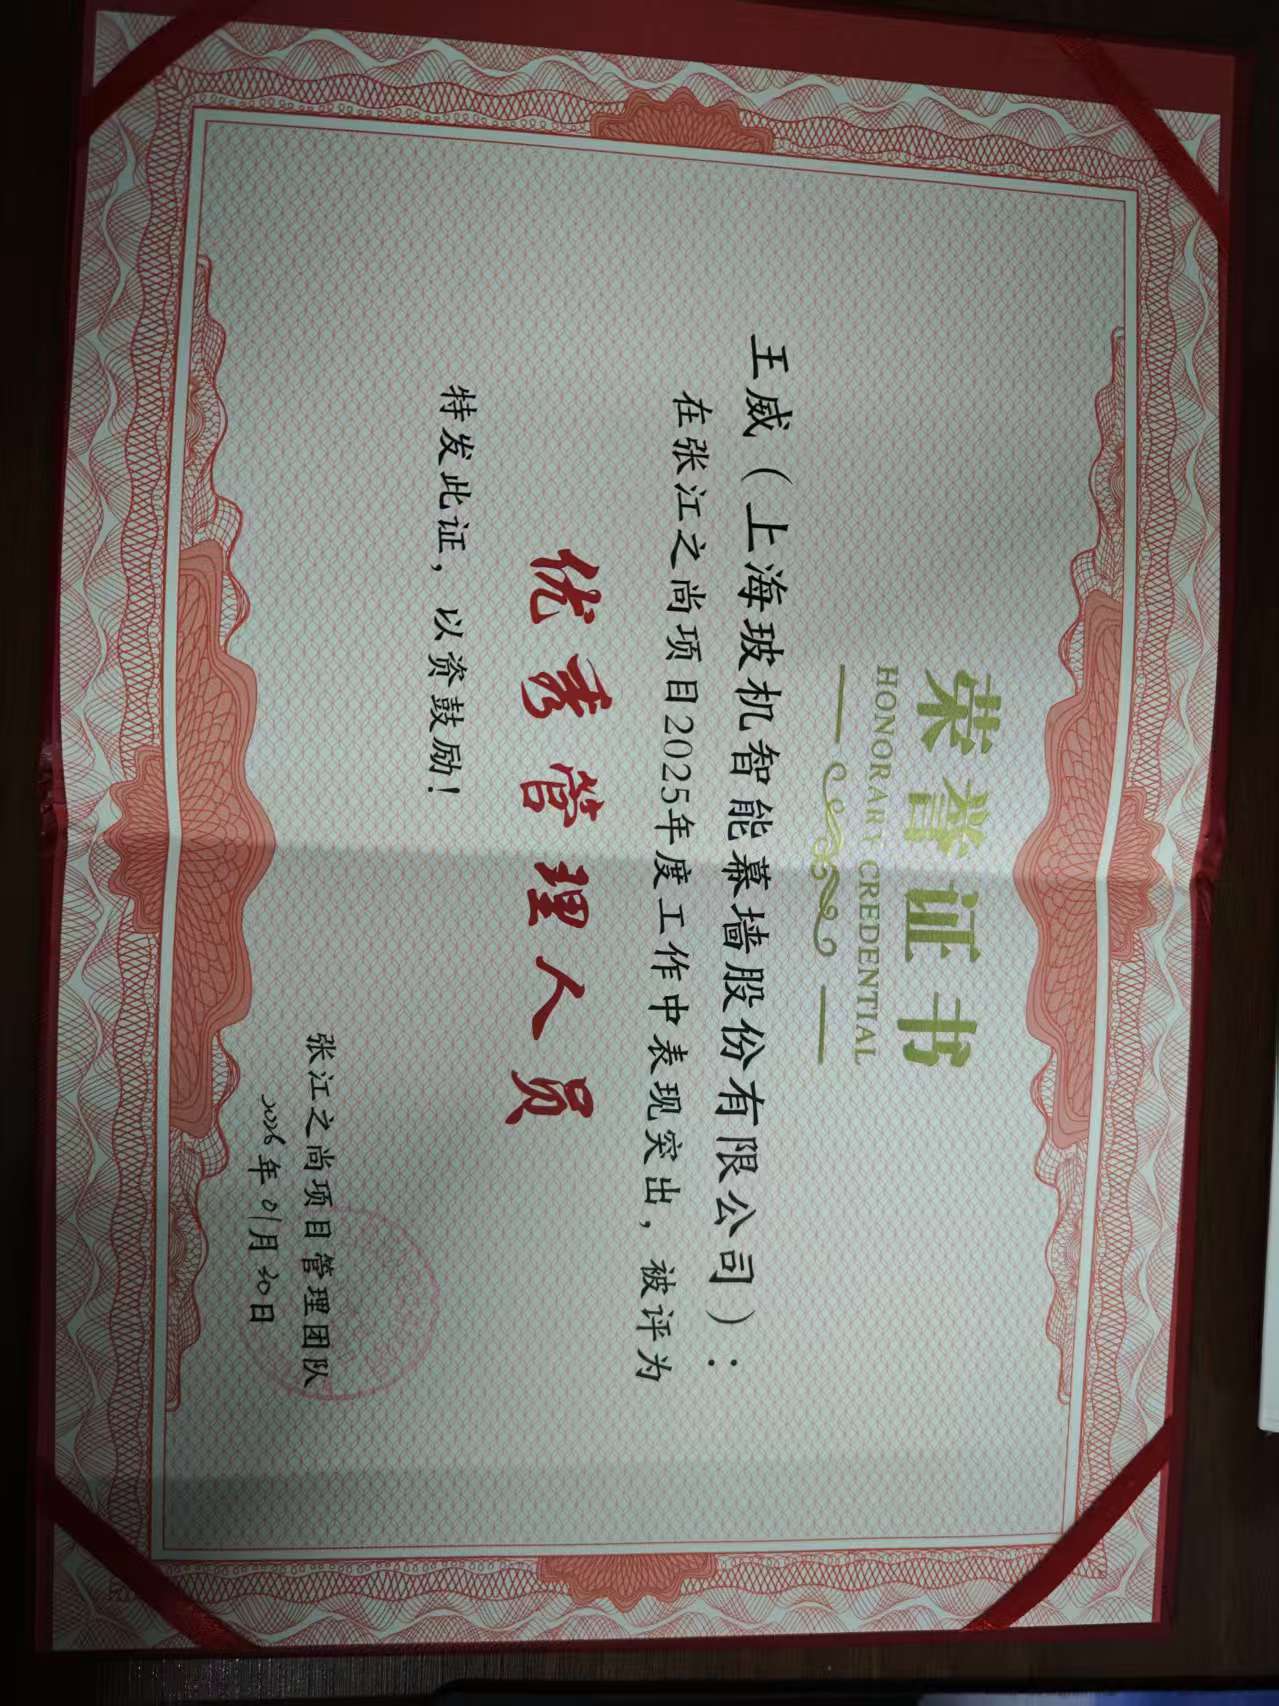 荣誉证书
HONORARY CREDENTIAL
王威（上海玻机智能幕墙股份有限公司）：
在张江之尚项目2025年度工作中表现突出，被评为
优秀管理人员
特发此证，以资鼓励！
张江之尚项目管理团队
2026年01月20日